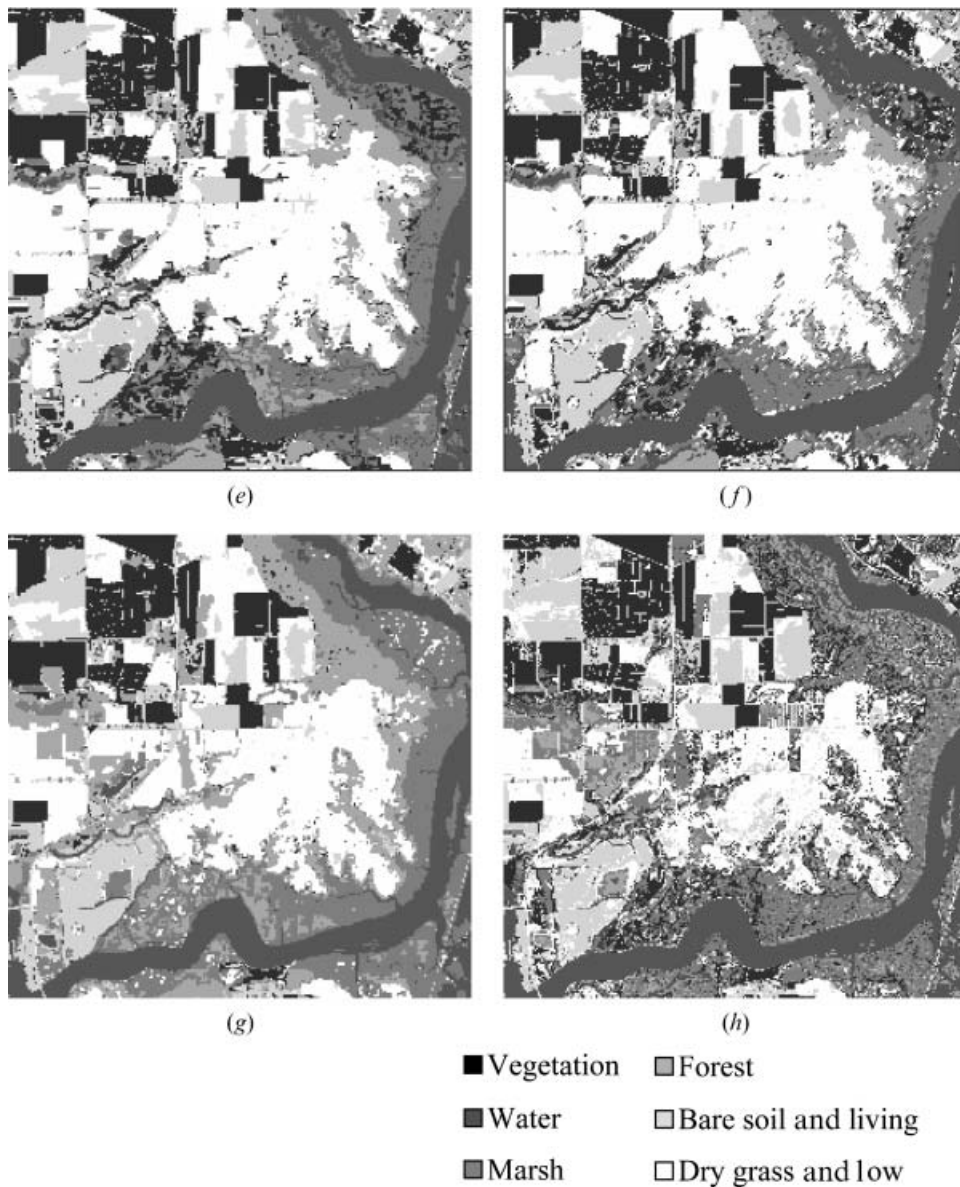 (e) (f)
(g) (h)
Vegetation Forest
Water Bare soil and living
Marsh Dry grass and low